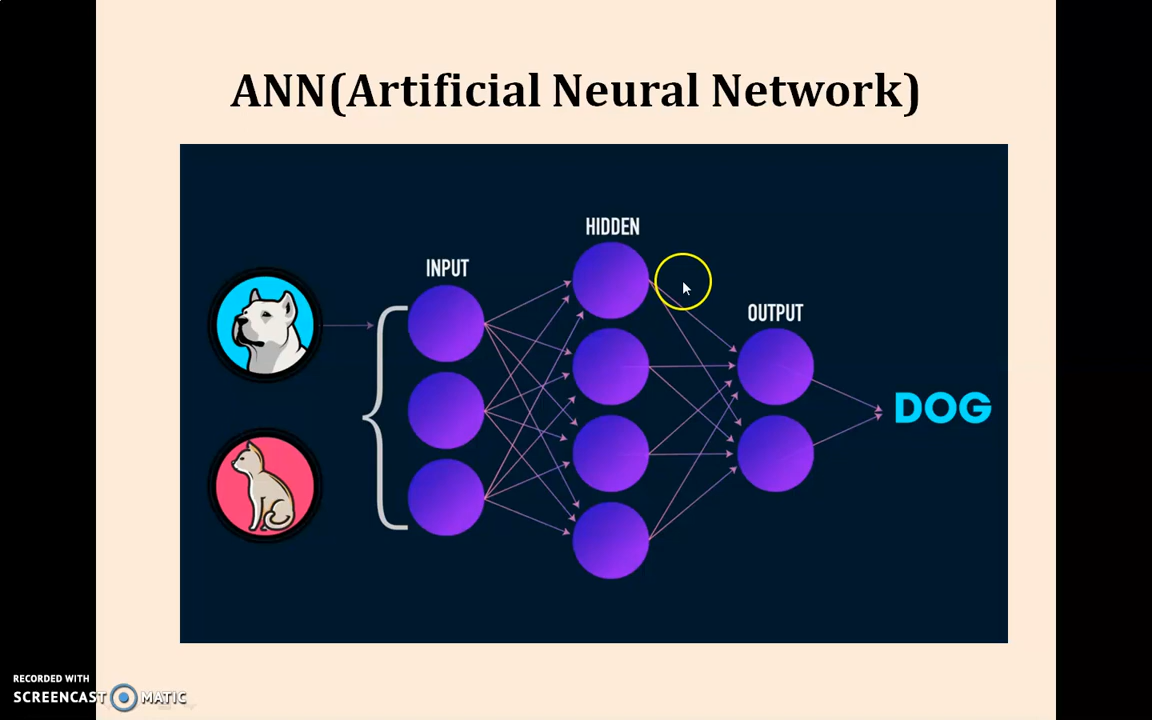 ANN(Artificial Neural Network)
HIDDEN
INPUT
OUTPUT
DOG
RECORDED WITH
SCREENCAST MATIC